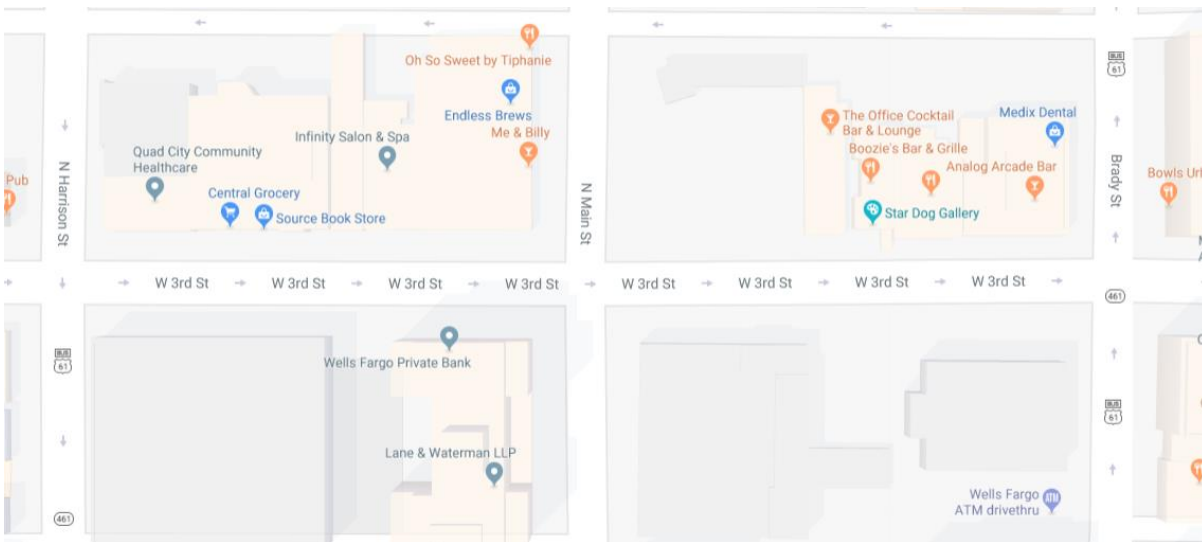 Oh So Sweet by Tiphanie
BUS
61
Endless Brews
The Office Cocktail
Bar & Lounge
Medix Dental
Infinity Salon & Spa
Me & Billy
Quad City Community
Healthcare
Boozie's Bar & Grille
Analog Arcade Bar
Pub
N Harrison St
Central Grocery
Source Book Store
N Main St
Star Dog Gallery
Brady St
Bowls Url
W 3rd St
W 3rd St
W 3rd St
W 3rd St
W 3rd St
W 3rd St
W 3rd St
W 3rd St
461
BUS
61
Wells Fargo Private Bank
BUS
61
Lane & Waterman LLP
Wells Fargo
ATM drivethru
ATM
461